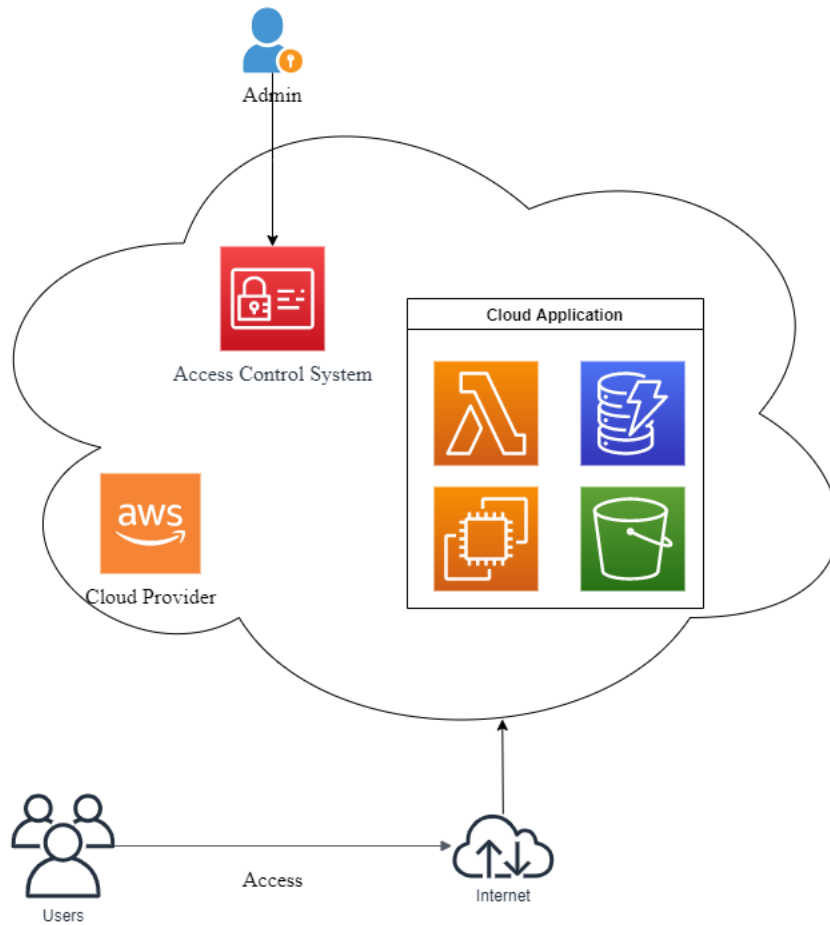 Admin
Access Control System
Cloud Application
aws
Cloud Provider
Access
Internet
Users